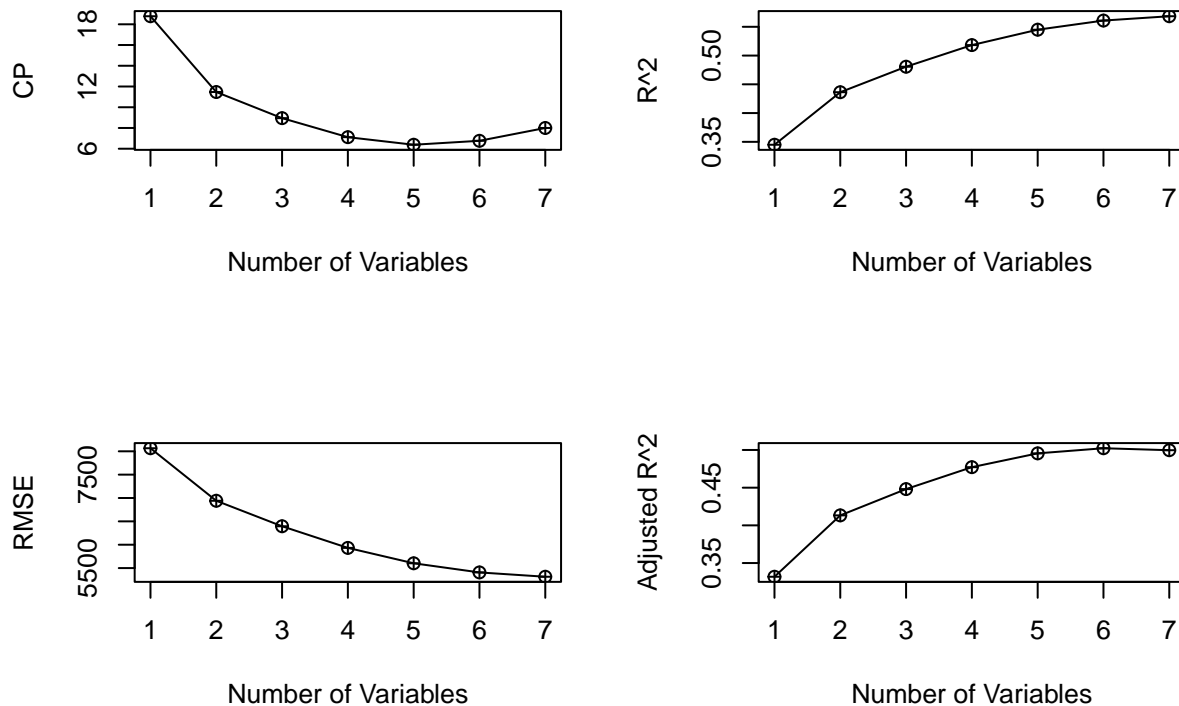 CP
18
12
6
1 2 3 4 5 6 7
Number of Variables
R^2
0.50
0.35
1 2 3 4 5 6 7
Number of Variables
RMSE
7500
5500
1 2 3 4 5 6 7
Number of Variables
Adjusted R^2
0.45
0.35
1 2 3 4 5 6 7
Number of Variables